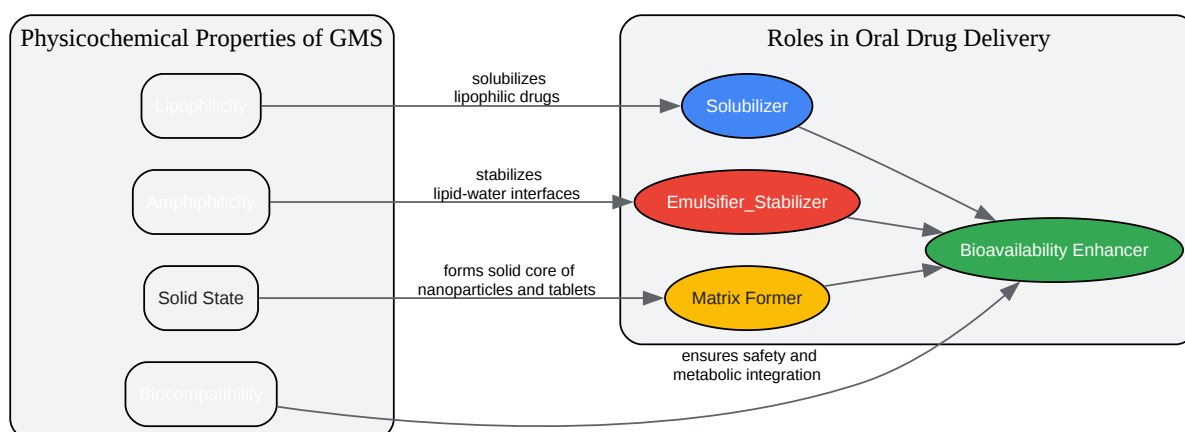 Physicochemical Properties of GMS
Roles in Oral Drug Delivery
Lipophilicity
solubilizes
lipophilic drugs
Solubilizer
Amphiphilicity
stabilizes
lipid-water interfaces
Emulsifier_Stabilizer
Bioavailability Enhancer
Solid State
forms solid core of
nanoparticles and tablets
Matrix Former
Biocompatibility
ensures safety and
metabolic integration